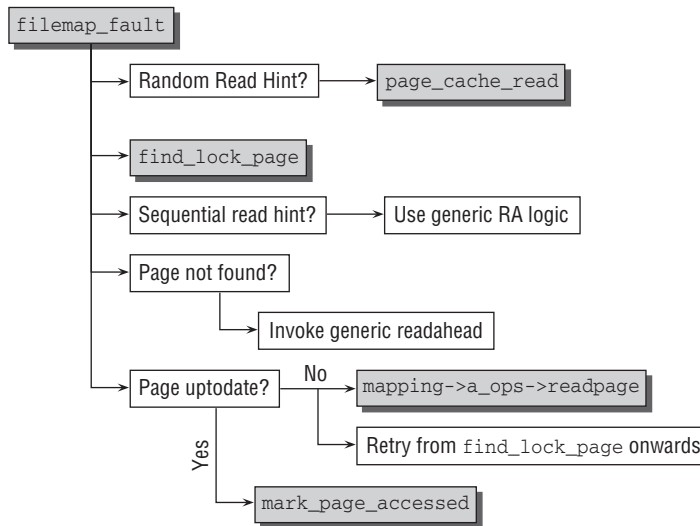 filemap_fault
Random Read Hint?
page_cache_read
find_lock_page
Sequential read hint?
Use generic RA logic
Page not found?
Invoke generic readahead
Page uptodate?
No
mapping->a_ops->readpage
Retry from find_lock_page onwards
Yes
mark_page_accessed